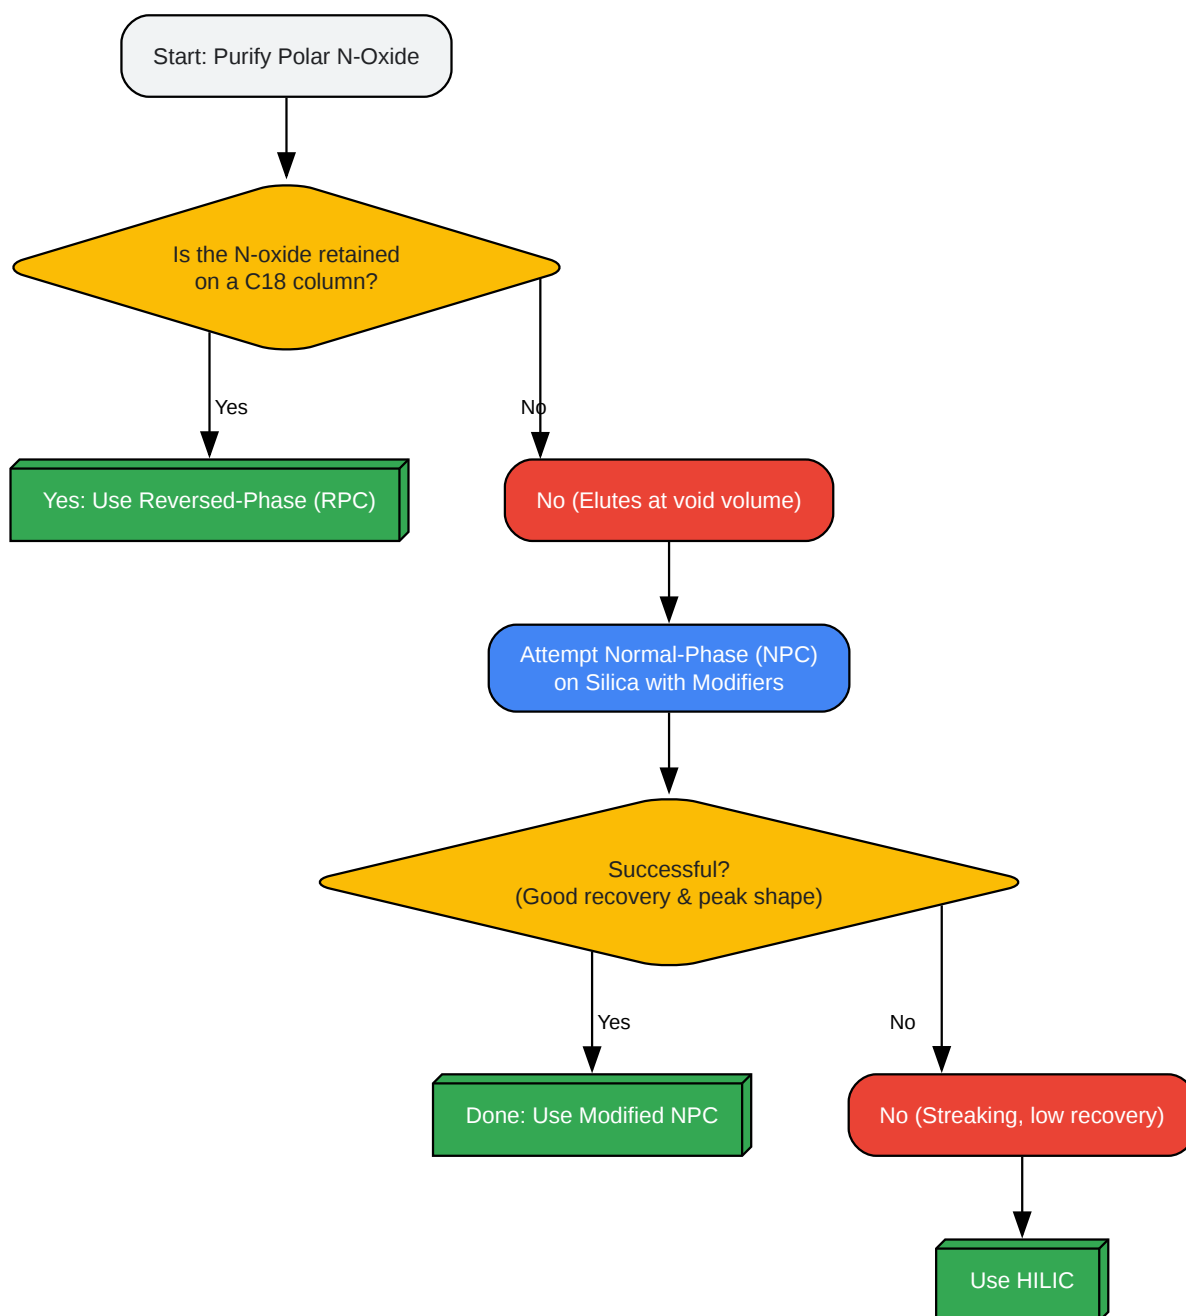 Start: Purify Polar N-Oxide
Is the N-oxide retained
on a C18 column?
Yes
No
Yes: Use Reversed-Phase (RPC)
No (Elutes at void volume)
Attempt Normal-Phase (NPC)
on Silica with Modifiers
Successful?
(Good recovery & peak shape)
Yes
No
Done: Use Modified NPC
No (Streaking, low recovery)
Use HILIC